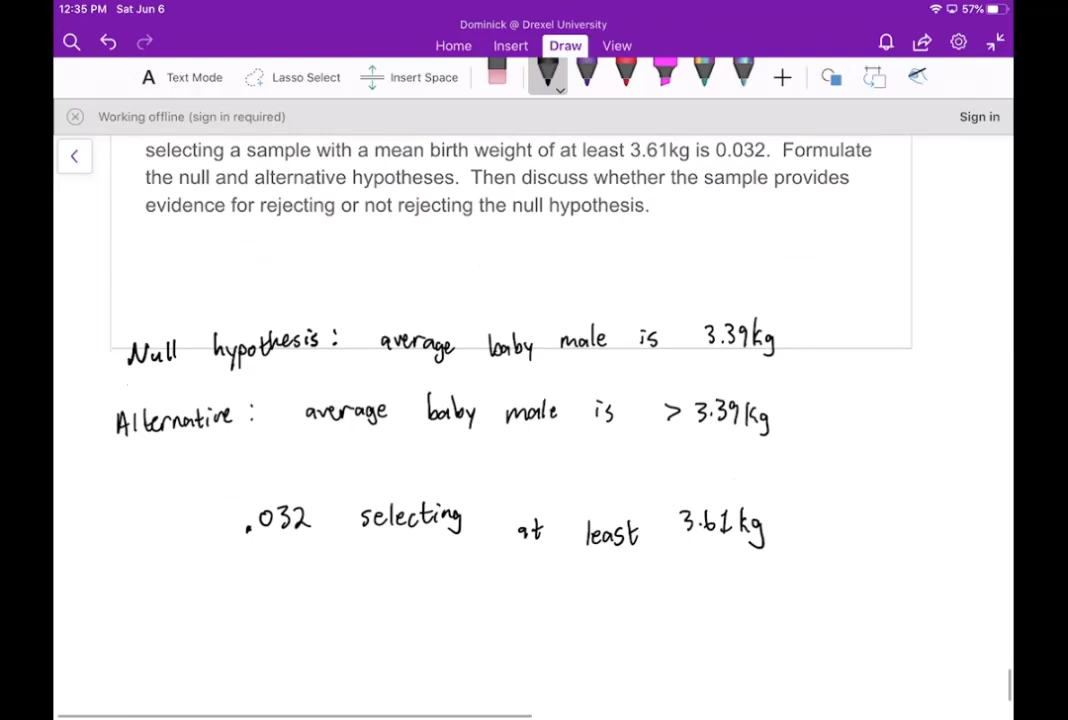 12:35 PM Sat Jun 6
57%
Dominick @ Drexel University
Home Insert Draw View
Text Mode Lasso Select Insert Space
Working offline (sign in required) Sign in
selecting a sample with a mean birth weight of at least 3.61kg is 0.032. Formulate
the null and alternative hypotheses. Then discuss whether the sample provides
evidence for rejecting or not rejecting the null hypothesis.
Null hypothesis: average baby male is 3.39kg
Alternative: average baby male is > 3.39kg
.032 selecting at least 3.61kg